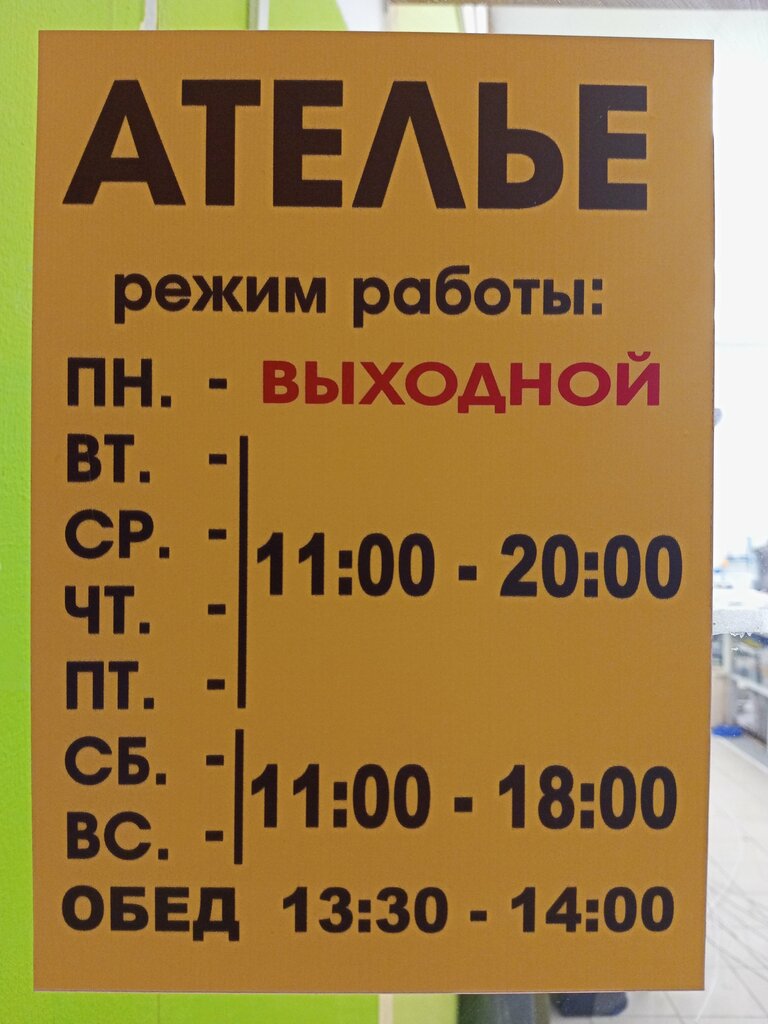 АТЕЛЬЕ
режим работы:
ПН. - ВЫХОДНОЙ
ВТ. -
СР. -
11:00 - 20:00
ЧТ. -
ПТ. -
СБ. -
11:00 - 18:00
ВС. -
ОБЕД 13:30 - 14:00